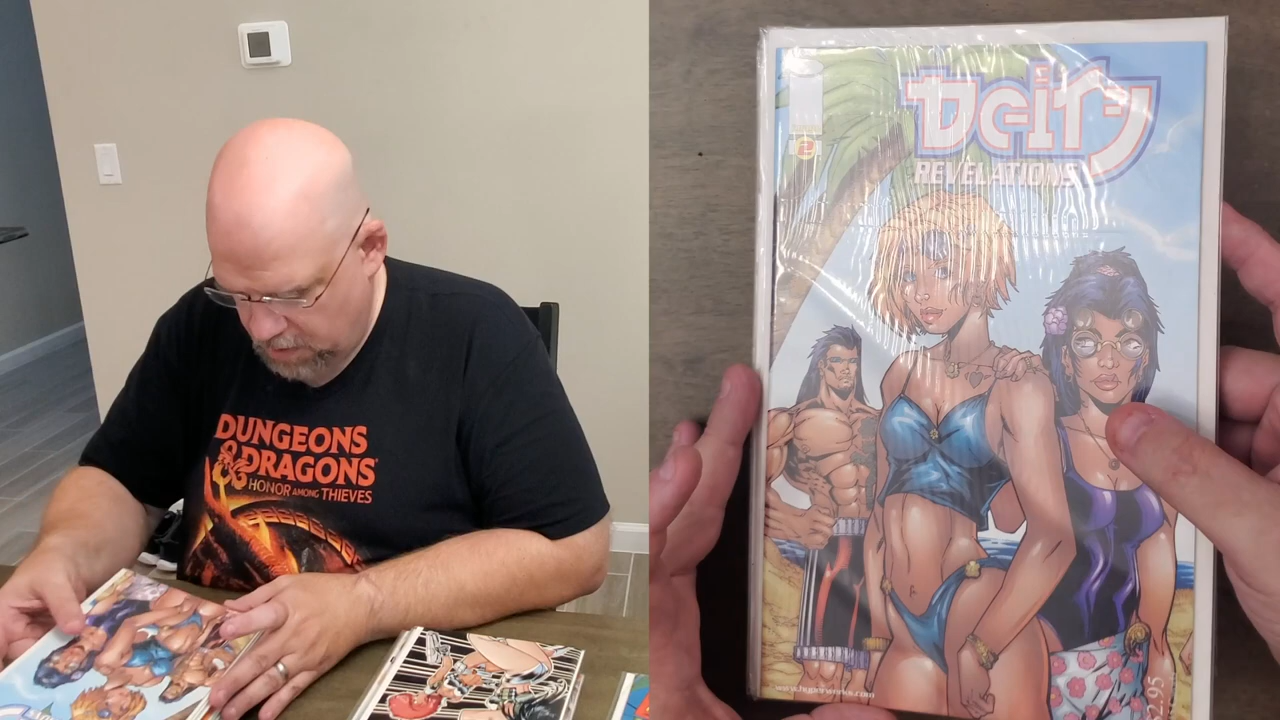 DUNGEONS
& DRAGONS
HONOR AMONG THIEVES
Deity
REVELATIONS
2
2.95